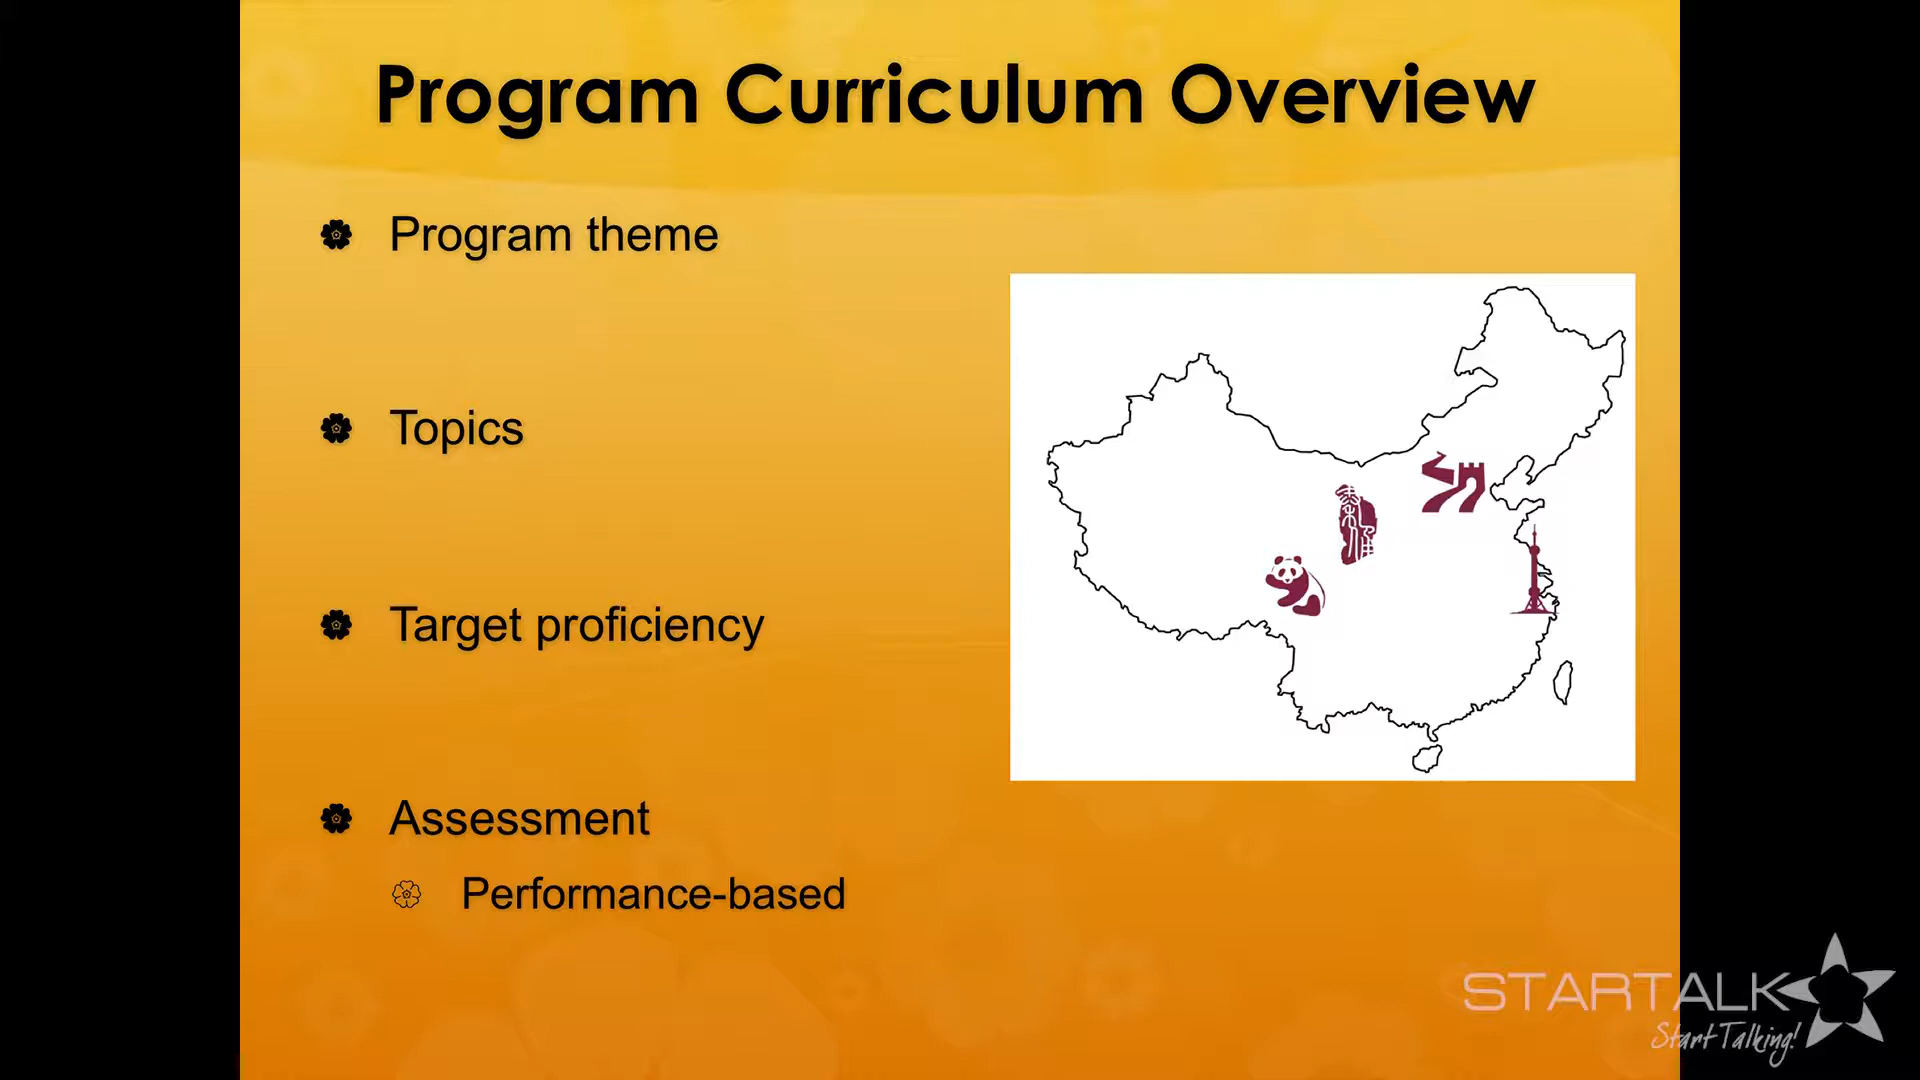 Program Curriculum Overview
Program theme
Topics
Target proficiency
Assessment
Performance-based
STARTALK
Start Talking!